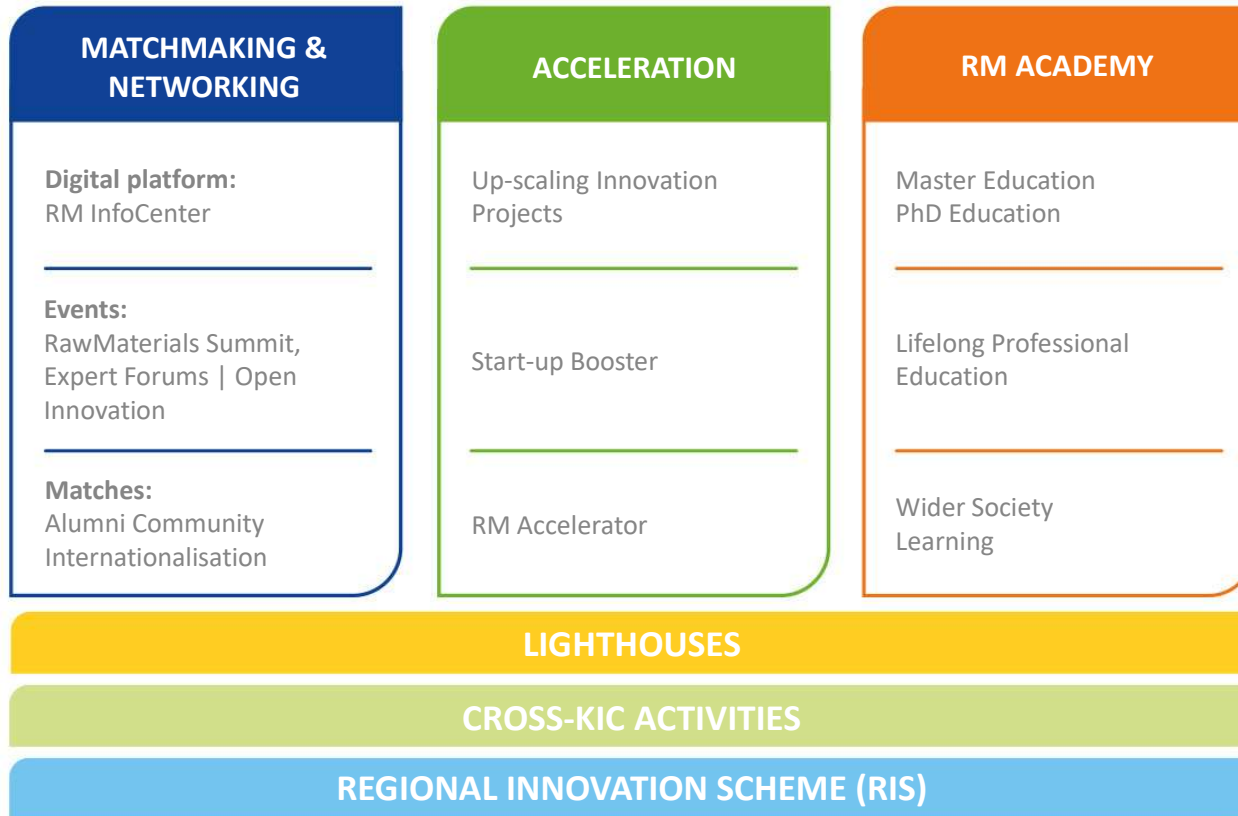 MATCHMAKING &
NETWORKING
Digital platform:
RM InfoCenter
Events:
RawMaterials Summit,
Expert Forums | Open
Innovation
Matches:
Alumni Community
Internationalisation
ACCELERATION
Up-scaling Innovation
Projects
Start-up Booster
RM Accelerator
RM ACADEMY
Master Education
PhD Education
Lifelong Professional
Education
Wider Society
Learning
LIGHTHOUSES
CROSS-KIC ACTIVITIES
REGIONAL INNOVATION SCHEME (RIS)